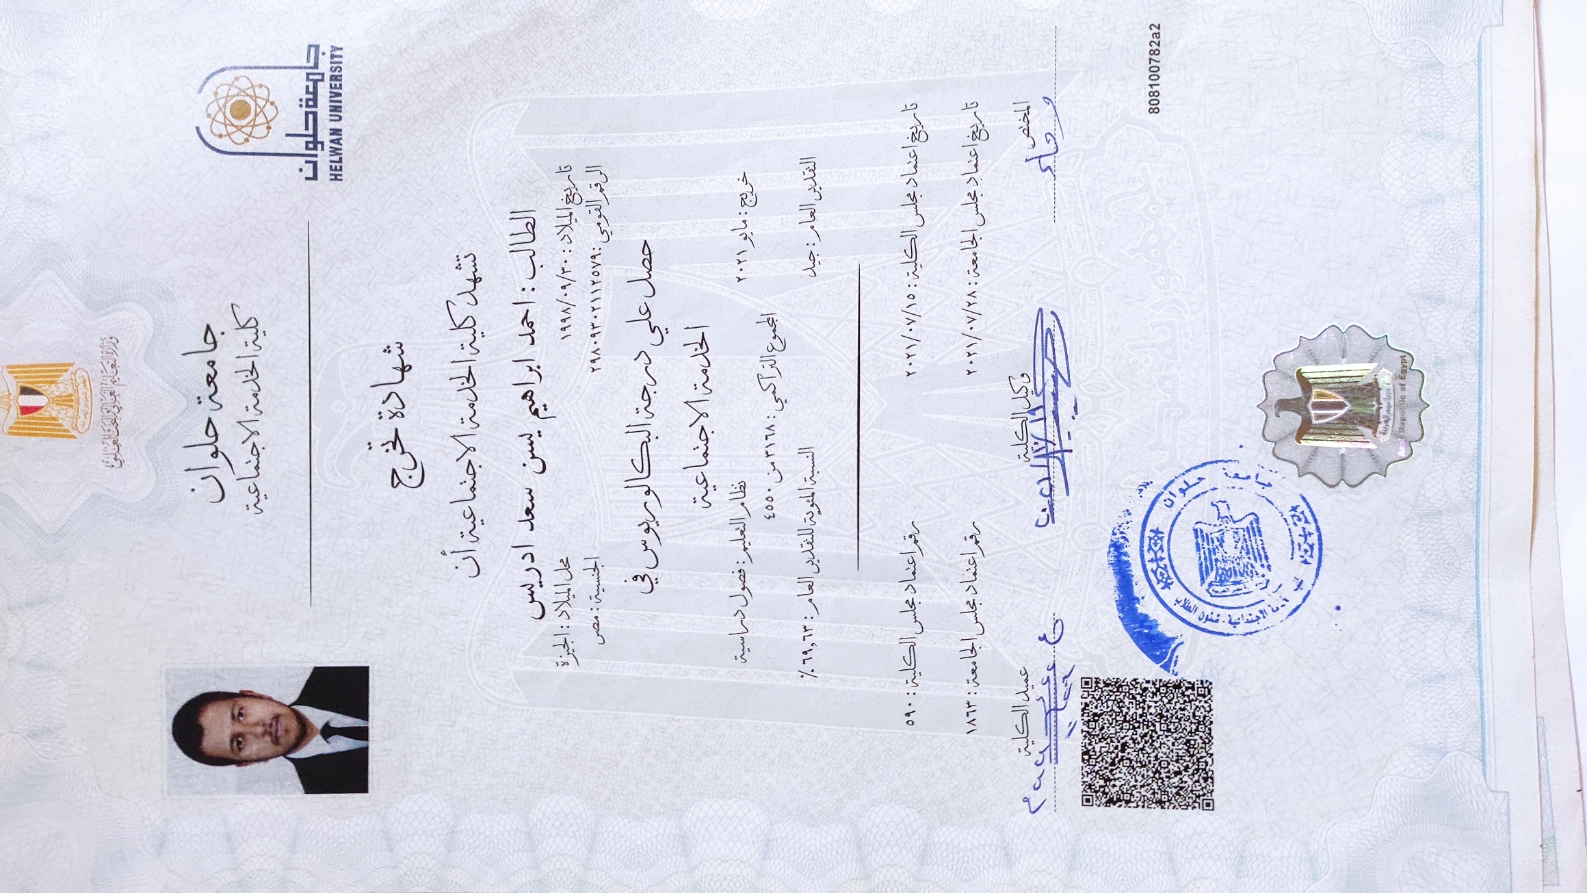 وزارة التعليم العالي والبحث العلمي
جامعة حلوان
كلية الخدمة الاجتماعية
جامعة حلوان
HELWAN UNIVERSITY
شهادة تخرج
تشهد كلية الخدمة الاجتماعية أن
الطالب : احمد ابراهيم يسن سعد ادريس
تاريخ الميلاد : ١٩٩٨/٠٩/٣٠ محل الميلاد : الجيزة
الرقم القومي : ٢٩٨٠٩٣٠٢١١٢٥٧٩ الجنسية : مصر
حصل علي درجة البكالوريوس في
الخدمة الاجتماعية
خريج : مايو ٢٠٢١ نظام التعليم : فصول دراسية
المجموع التراكمي : ٣١٦٨ من ٤٥٥٠
التقدير العام : جيد النسبة المئوية للتقدير العام : ٦٩,٦٣٪
تاريخ اعتماد مجلس الكلية : ٢٠٢١/٠٧/١٥ رقم اعتماد مجلس الكلية : ٥٩٠
تاريخ اعتماد مجلس الجامعة : ٢٠٢١/٠٧/٢٨ رقم اعتماد مجلس الجامعة : ١٨٦٣
المختص وكيل الكلية عميد الكلية
808100782a2
جامعة حلوان
جمهورية مصر العربية
Arab Republic of Egypt